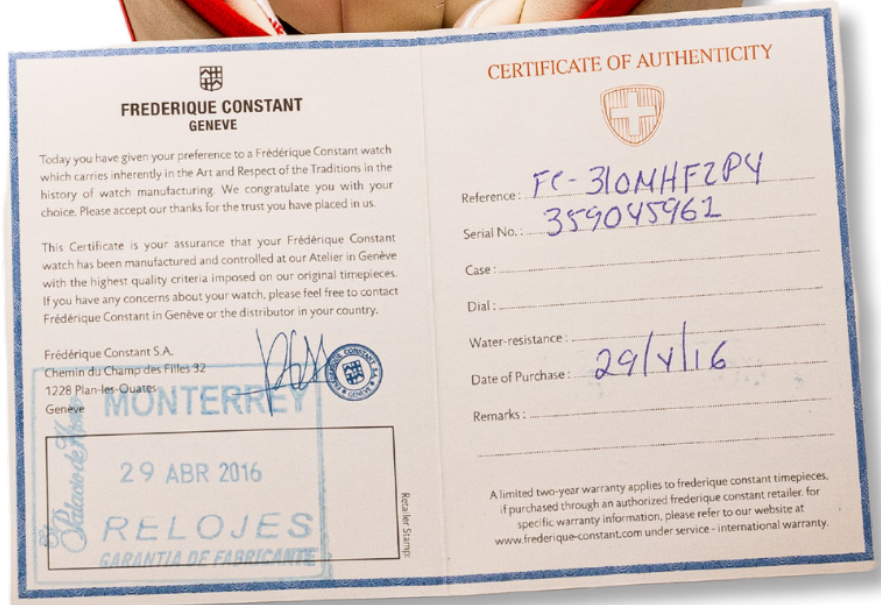 FREDERIQUE CONSTANT
GENEVE
Today you have given your preference to a Frédérique Constant watch
which carries inherently in the Art and Respect of the Traditions in the
history of watch manufacturing. We congratulate you with your
choice. Please accept our thanks for the trust you have placed in us.
This Certificate is your assurance that your Frédérique Constant
watch has been manufactured and controlled at our Atelier in Genève
with the highest quality criteria imposed on our original timepieces.
If you have any concerns about your watch, please feel free to contact
Frédérique Constant in Genève or the distributor in your country.
Frédérique Constant S.A.
Chemin du Champ des Filles 32
1228 Plan-les-Ouates
Genève
FREDERIQUE CONSTANT S.A.
GENEVE
MONTERREY
El Palacio de Hierro
29 ABR 2016
RELOJES
GARANTIA DE FABRICANTE
Retailer Stamp:
CERTIFICATE OF AUTHENTICITY
Reference: FC-310MHF2P4
Serial No.: 359045961
Case:
Dial:
Water-resistance:
Date of Purchase: 29/4/16
Remarks:
A limited two-year warranty applies to frederique constant timepieces,
if purchased through an authorized frederique constant retailer. for
specific warranty information, please refer to our website at
www.frederique-constant.com under service - international warranty.